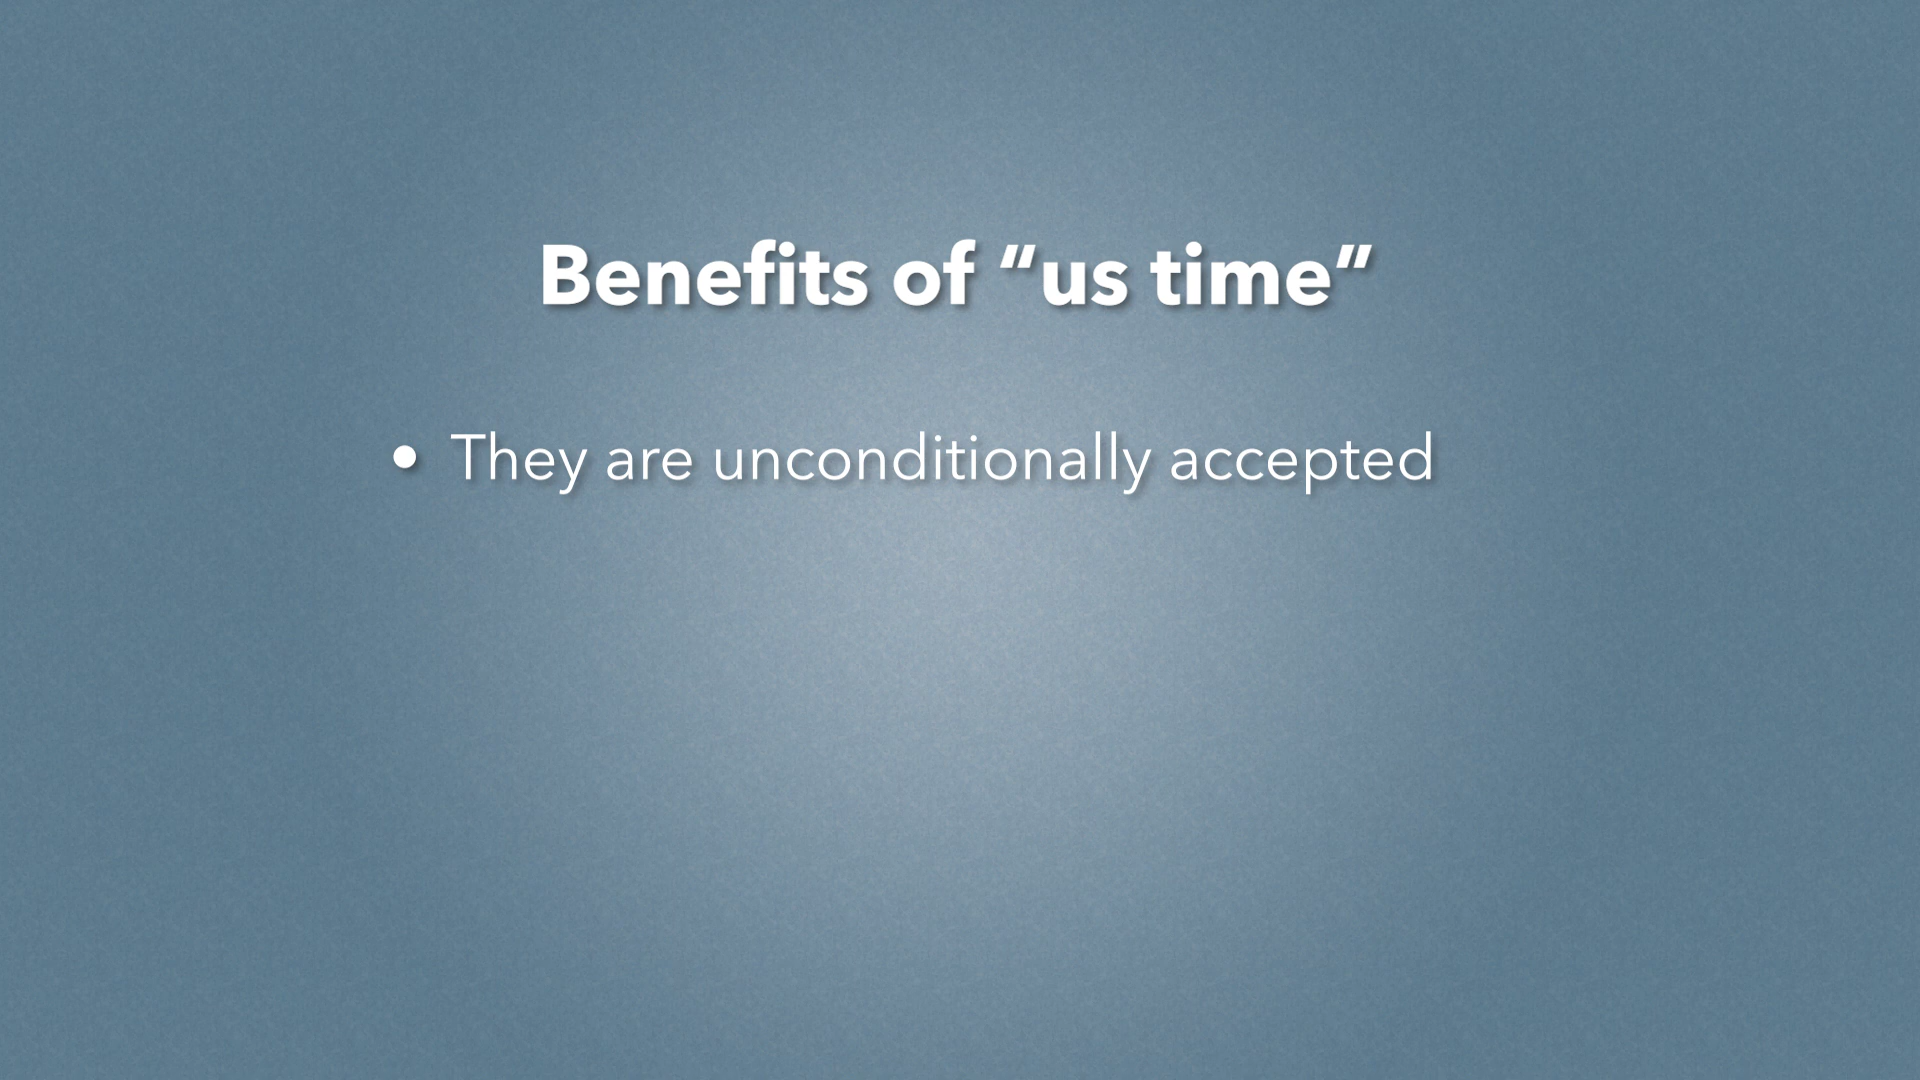 Benefits of “us time”
• They are unconditionally accepted